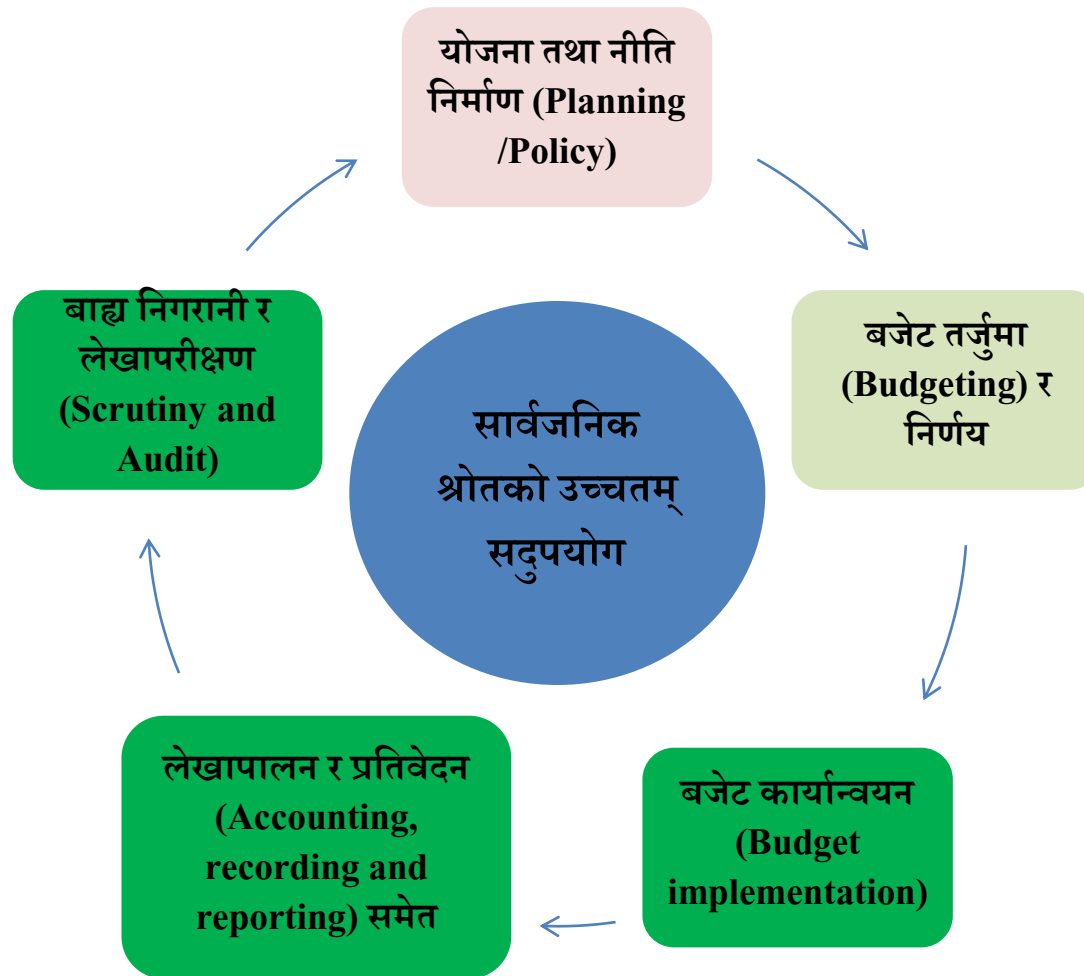 योजना तथा नीति
निर्माण (Planning
/Policy)
बजेट तर्जुमा
(Budgeting) र
निर्णय
बजेट कार्यान्वयन
(Budget
implementation)
लेखापालन र प्रतिवेदन
(Accounting,
recording and
reporting) समेत
बाह्य निगरानी र
लेखापरीक्षण
(Scrutiny and
Audit)
सार्वजनिक
श्रोतको उच्चतम्
सदुपयोग